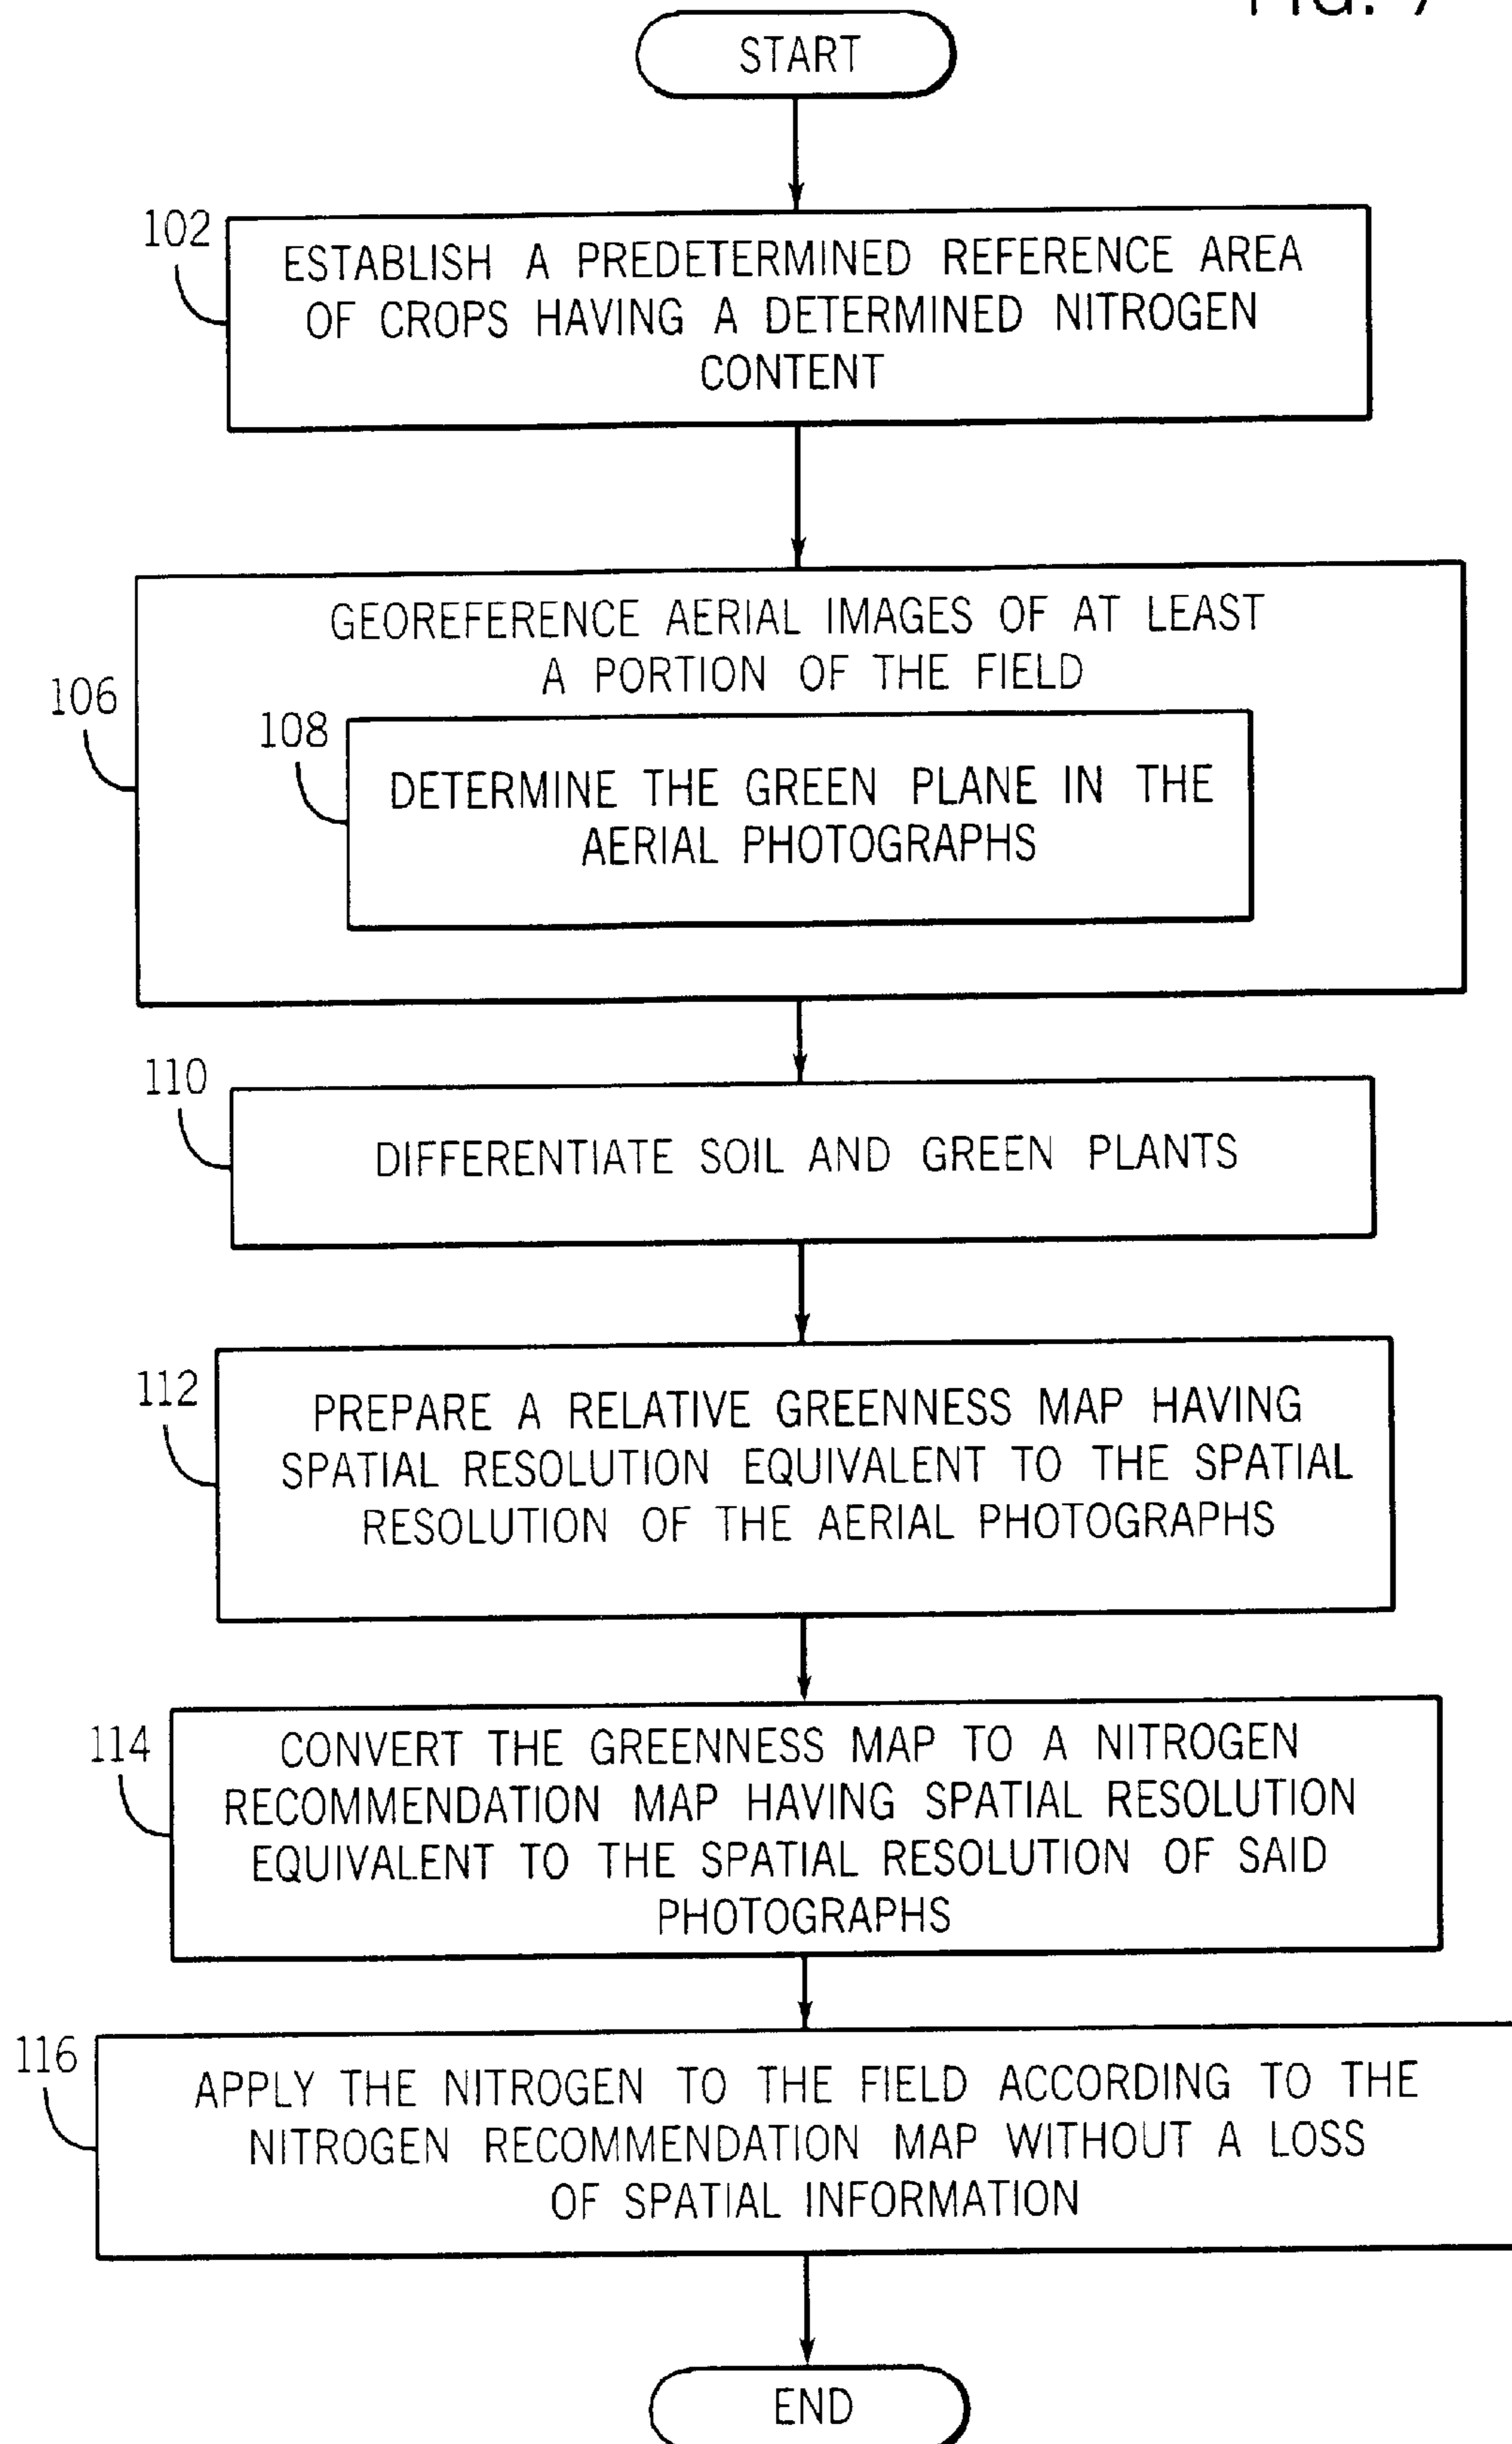 START
102
ESTABLISH A PREDETERMINED REFERENCE AREA
OF CROPS HAVING A DETERMINED NITROGEN
CONTENT
106
GEOREFERENCE AERIAL IMAGES OF AT LEAST
A PORTION OF THE FIELD
108
DETERMINE THE GREEN PLANE IN THE
AERIAL PHOTOGRAPHS
110
DIFFERENTIATE SOIL AND GREEN PLANTS
112
PREPARE A RELATIVE GREENNESS MAP HAVING
SPATIAL RESOLUTION EQUIVALENT TO THE SPATIAL
RESOLUTION OF THE AERIAL PHOTOGRAPHS
114
CONVERT THE GREENNESS MAP TO A NITROGEN
RECOMMENDATION MAP HAVING SPATIAL RESOLUTION
EQUIVALENT TO THE SPATIAL RESOLUTION OF SAID
PHOTOGRAPHS
116
APPLY THE NITROGEN TO THE FIELD ACCORDING TO THE
NITROGEN RECOMMENDATION MAP WITHOUT A LOSS
OF SPATIAL INFORMATION
END